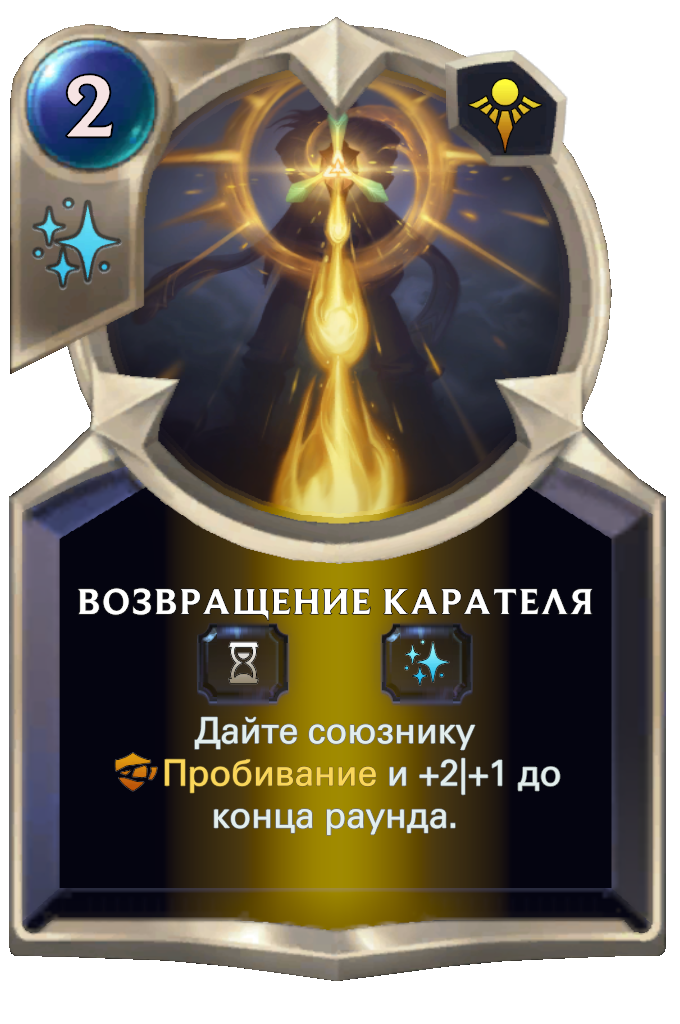 2
ВОЗВРАЩЕНИЕ КАРАТЕЛЯ
Дайте союзнику
Пробивание и +2|+1 до
конца раунда.